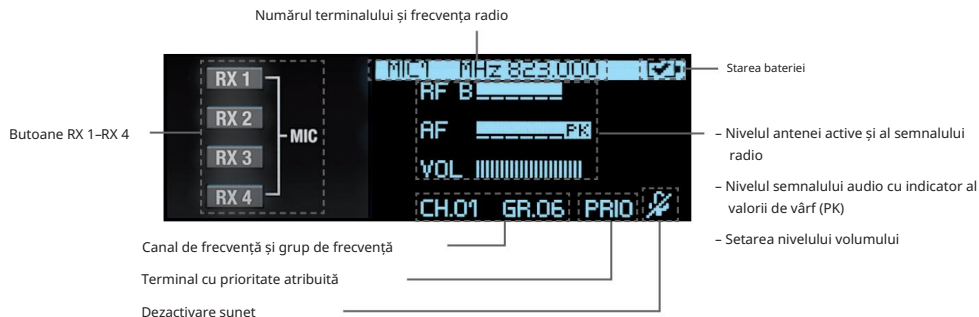 Numărul terminalului și frecvența radio
MIC1 MHz 823.000
Starea bateriei
RX 1
RX 2
RX 3
RX 4
MIC
Butoane RX 1–RX 4
RF B
AF PK
VOL
CH.01 GR.06 PRIO
– Nivelul antenei active și al semnalului
radio
– Nivelul semnalului audio cu indicator al
valorii de vârf (PK)
– Setarea nivelului volumului
Canal de frecvență și grup de frecvență
Terminal cu prioritate atribuită
Dezactivare sunet